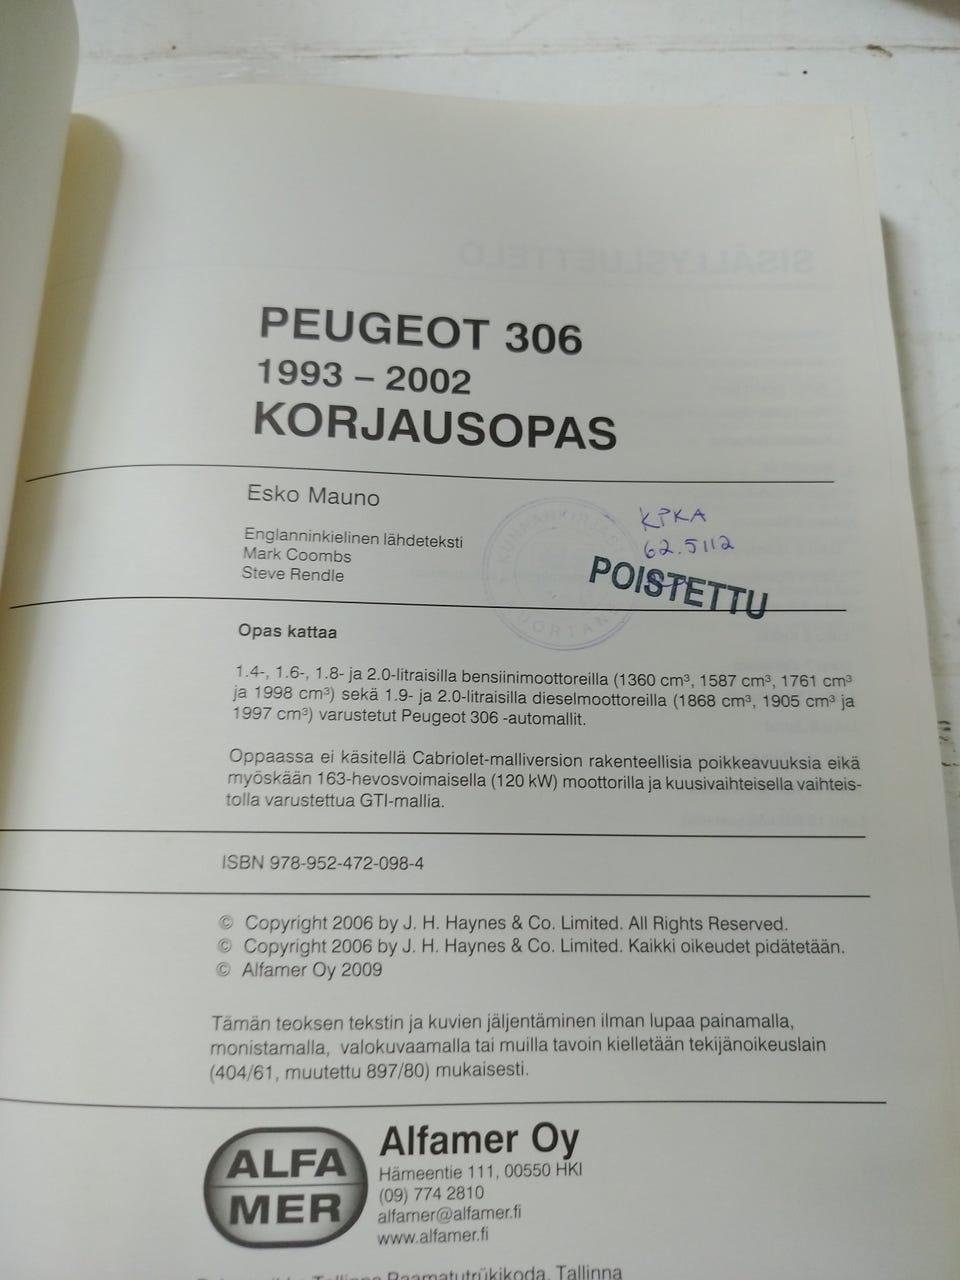 SISÄLLYSLUETTELO
PEUGEOT 306
1993 – 2002
KORJAUSOPAS
Esko Mauno
Englanninkielinen lähdeteksti
Mark Coombs
Steve Rendle
KPKA
62.5112
POISTETTU
Opas kattaa
1.4-, 1.6-, 1.8- ja 2.0-litraisilla bensiinimoottoreilla (1360 cm³, 1587 cm³, 1761 cm³
ja 1998 cm³) sekä 1.9- ja 2.0-litraisilla dieselmoottoreilla (1868 cm³, 1905 cm³ ja
1997 cm³) varustetut Peugeot 306 -automallit.
Oppaassa ei käsitellä Cabriolet-malliversion rakenteellisia poikkeavuuksia eikä
myöskään 163-hevosvoimaisella (120 kW) moottorilla ja kuusivaihteisella vaihteis-
tolla varustettua GTI-mallia.
ISBN 978-952-472-098-4
© Copyright 2006 by J. H. Haynes & Co. Limited. All Rights Reserved.
© Copyright 2006 by J. H. Haynes & Co. Limited. Kaikki oikeudet pidätetään.
© Alfamer Oy 2009
Tämän teoksen tekstin ja kuvien jäljentäminen ilman lupaa painamalla,
monistamalla, valokuvaamalla tai muilla tavoin kielletään tekijänoikeuslain
(404/61, muutettu 897/80) mukaisesti.
ALFA
MER
Alfamer Oy
Hämeentie 111, 00550 HKI
(09) 774 2810
alfamer@alfamer.fi
www.alfamer.fi
Tallinna Raamatutrükikoda, Tallinna